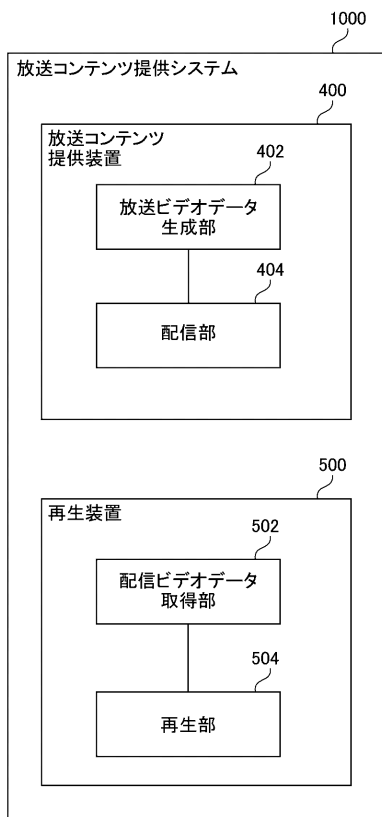 1000
放送コンテンツ提供システム
400
放送コンテンツ
提供装置
402
放送ビデオデータ
生成部
404
配信部
500
再生装置
502
配信ビデオデータ
取得部
504
再生部